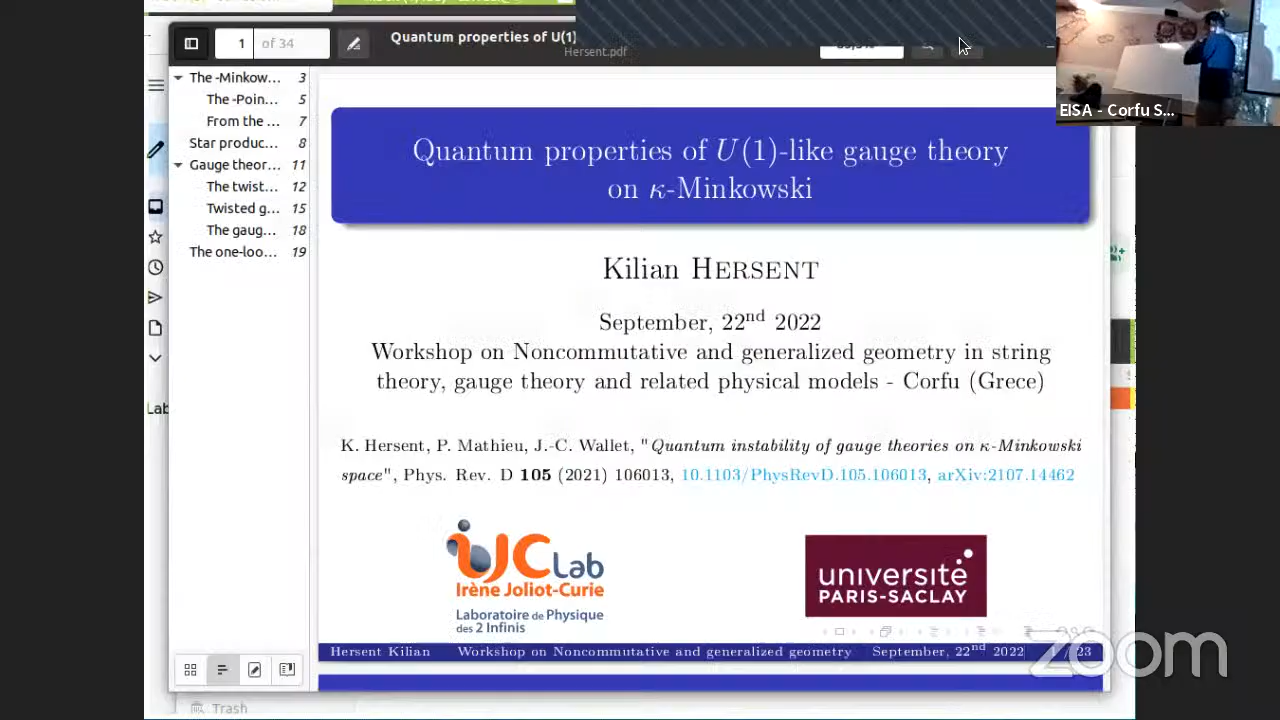 1 of 34
Quantum properties of U(1)
Hersent.pdf
The -Minkow... 3
The -Poin... 5
From the ... 7
Star produc... 8
Gauge theor... 11
The twist... 12
Twisted g... 15
The gaug... 18
The one-loo... 19
EISA - Corfu S...
Quantum properties of U(1)-like gauge theory
on κ-Minkowski
Kilian HERSENT
September, 22nd 2022
Workshop on Noncommutative and generalized geometry in string
theory, gauge theory and related physical models - Corfu (Grece)
K. Hersent, P. Mathieu, J.-C. Wallet, "Quantum instability of gauge theories on κ-Minkowski
space", Phys. Rev. D 105 (2021) 106013, 10.1103/PhysRevD.105.106013, arXiv:2107.14462
Lab
iJCLab
Irène Joliot-Curie
Laboratoire de Physique
des 2 Infinis
université
PARIS-SACLAY
Hersent Kilian Workshop on Noncommutative and generalized geometry September, 22nd 2022 1 / 23
zoom
Trash